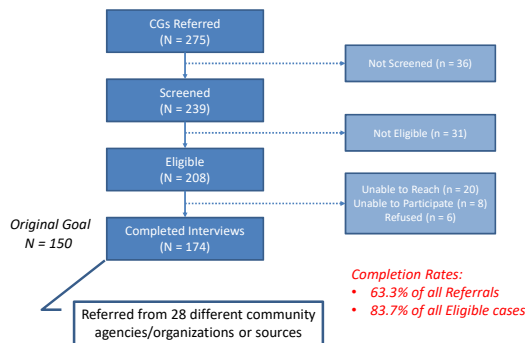 CGs Referred
(N = 275)
Not Screened (n = 36)
Screened
(N = 239)
Not Eligible (n = 31)
Eligible
(N = 208)
Unable to Reach (n = 20)
Unable to Participate (n = 8)
Refused (n = 6)
Original Goal
N = 150
Completed Interviews
(N = 174)
Completion Rates:
• 63.3% of all Referrals
• 83.7% of all Eligible cases
Referred from 28 different community
agencies/organizations or sources